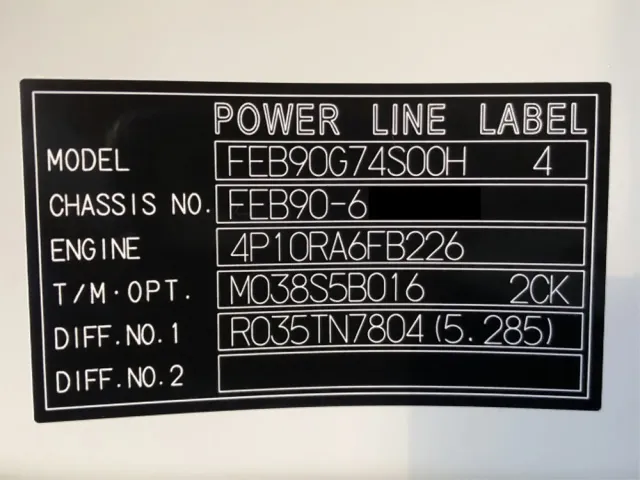 POWER LINE LABEL
MODEL FEB90G74S00H 4
CHASSIS NO. FEB90-6
ENGINE 4P10RA6FB226
T/M·OPT. M038S5B016 2CK
DIFF.NO.1 R035TN7804(5.285)
DIFF.NO.2